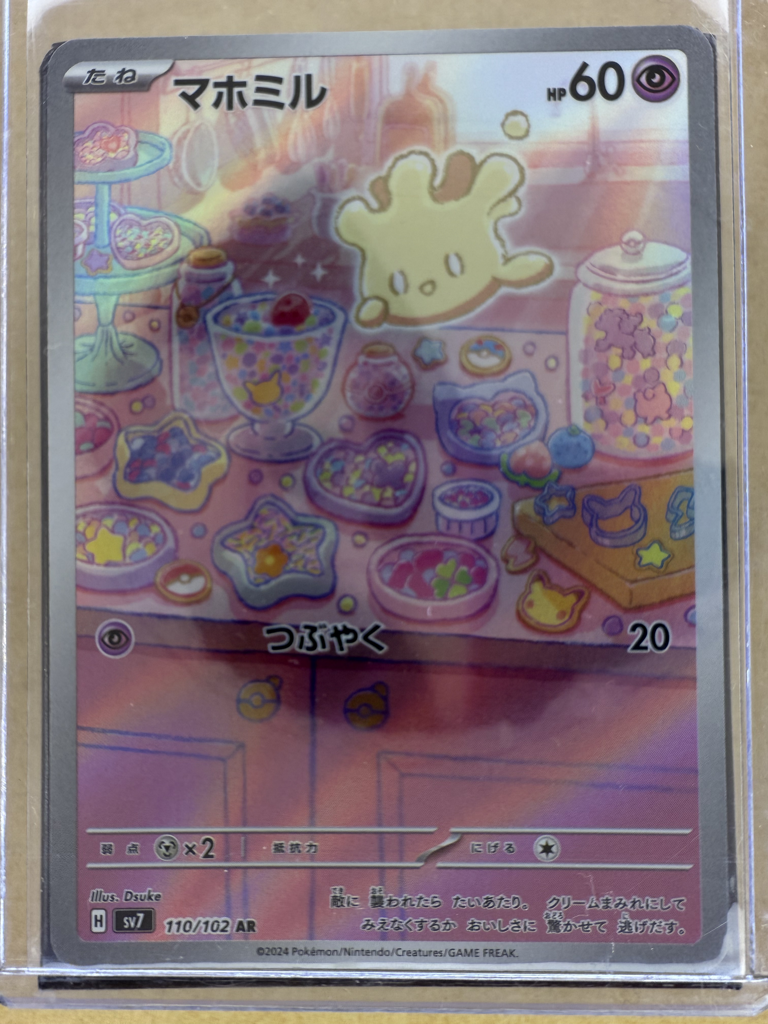 たね マホミル HP60
つぶやく 20
弱点 ×2 抵抗力 にげる
Illus. Dsuke
敵に 襲われたら たいあたり。 クリームまみれにして
みえなくするか おいしさに 驚かせて 逃げだす。
H SV7 110/102 AR
©2024 Pokémon/Nintendo/Creatures/GAME FREAK.